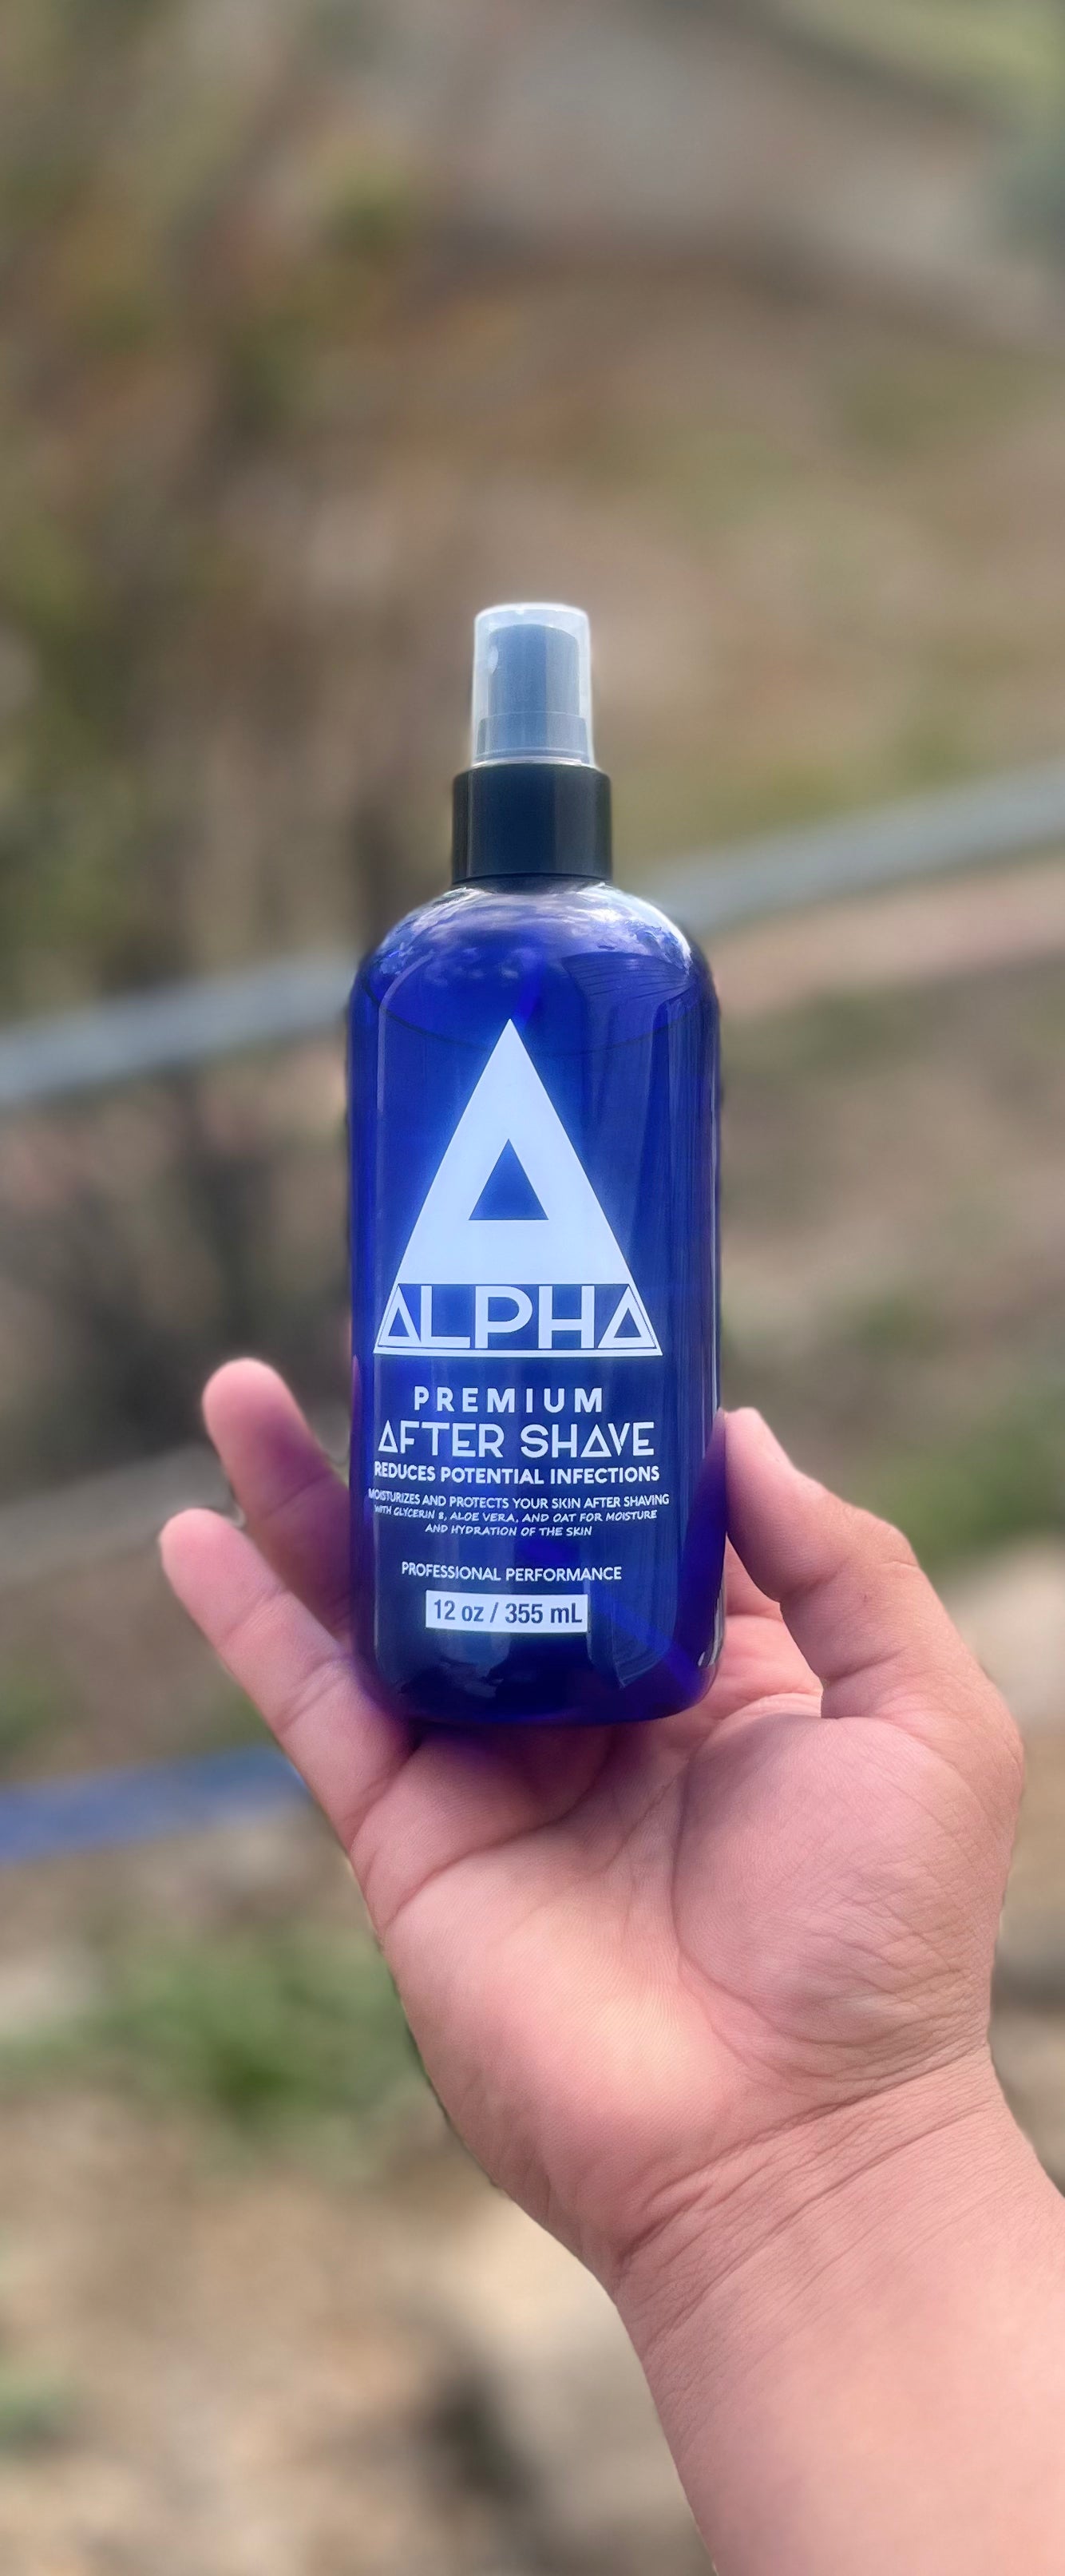 ALPHA
PREMIUM
AFTER SHAVE
REDUCES POTENTIAL INFECTIONS
MOISTURIZES AND PROTECTS YOUR SKIN AFTER SHAVING
WITH GLYCERIN 8, ALOE VERA, AND OAT FOR MOISTURE
AND HYDRATION OF THE SKIN
PROFESSIONAL PERFORMANCE
12 oz / 355 mL